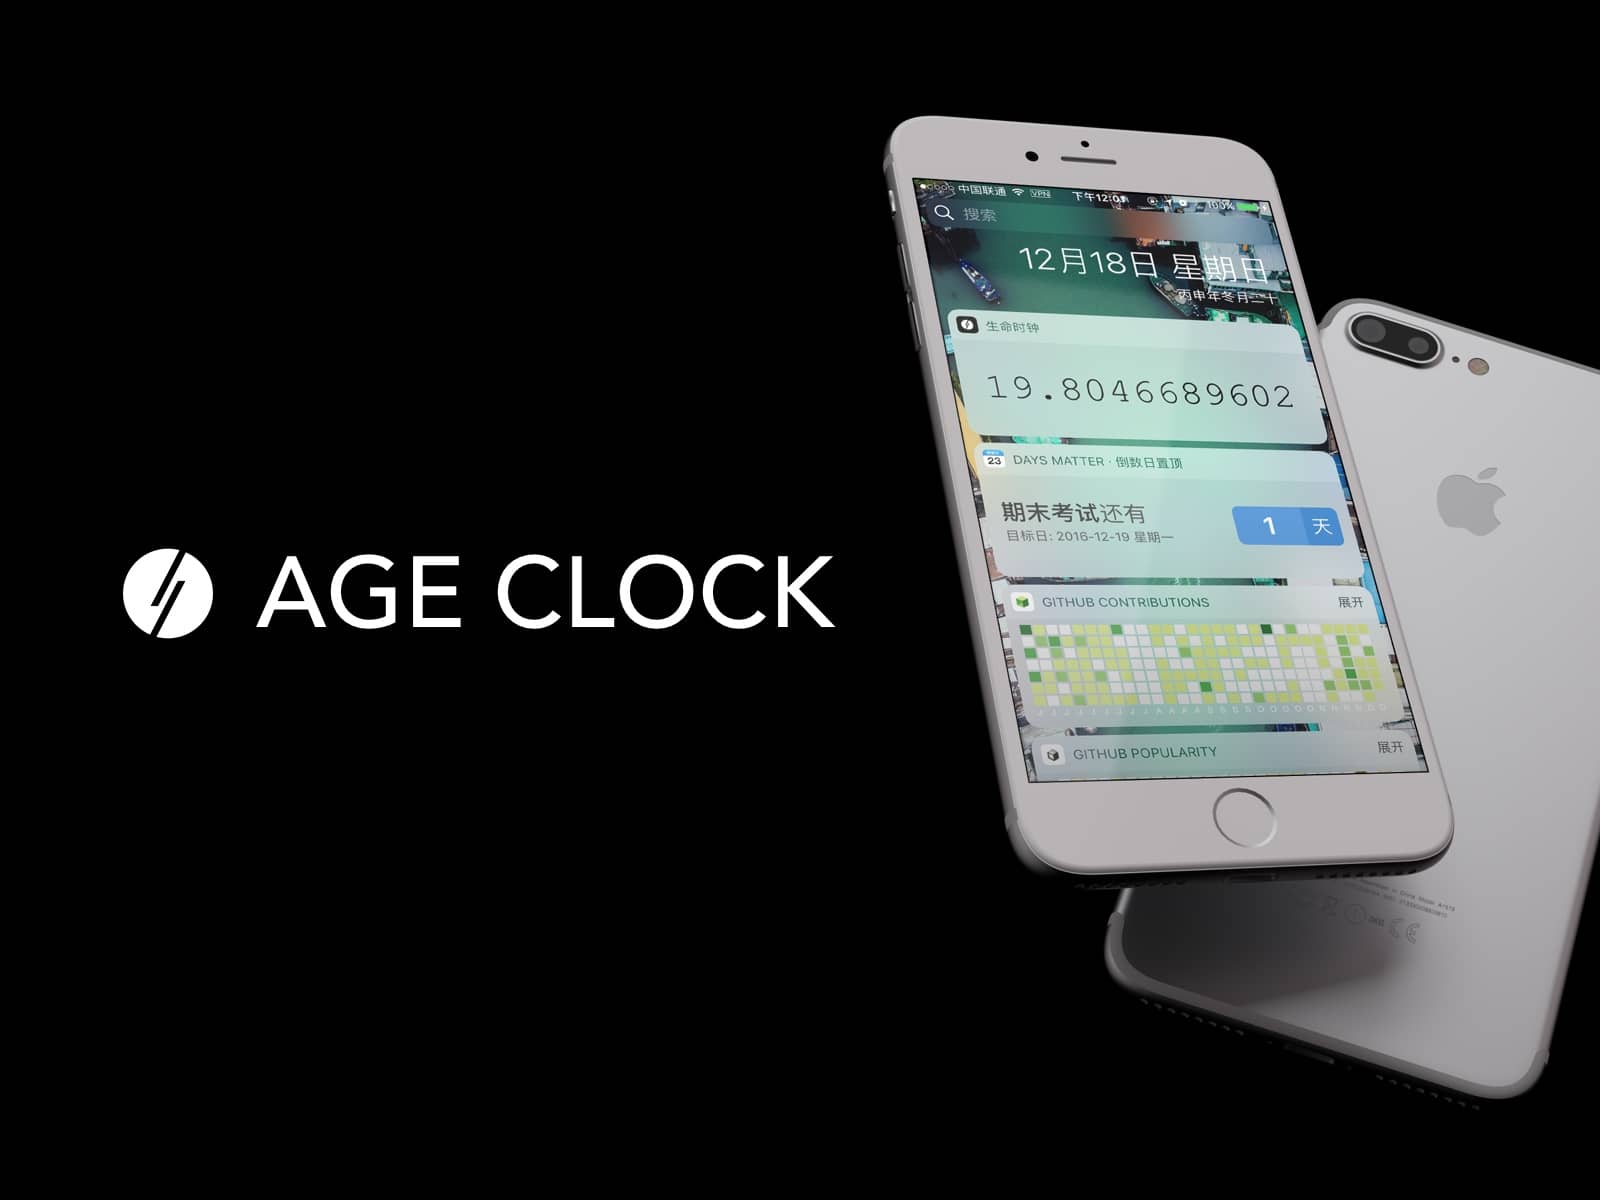 AGE CLOCK
中国联通 VPN 下午12:01 100%
搜索
12月18日 星期日
丙申年冬月二十
生命时钟
19.8046689602
23 DAYS MATTER · 倒数日置顶
期末考试还有 1 天
目标日: 2016-12-19 星期一
GITHUB CONTRIBUTIONS 展开
GITHUB POPULARITY 展开